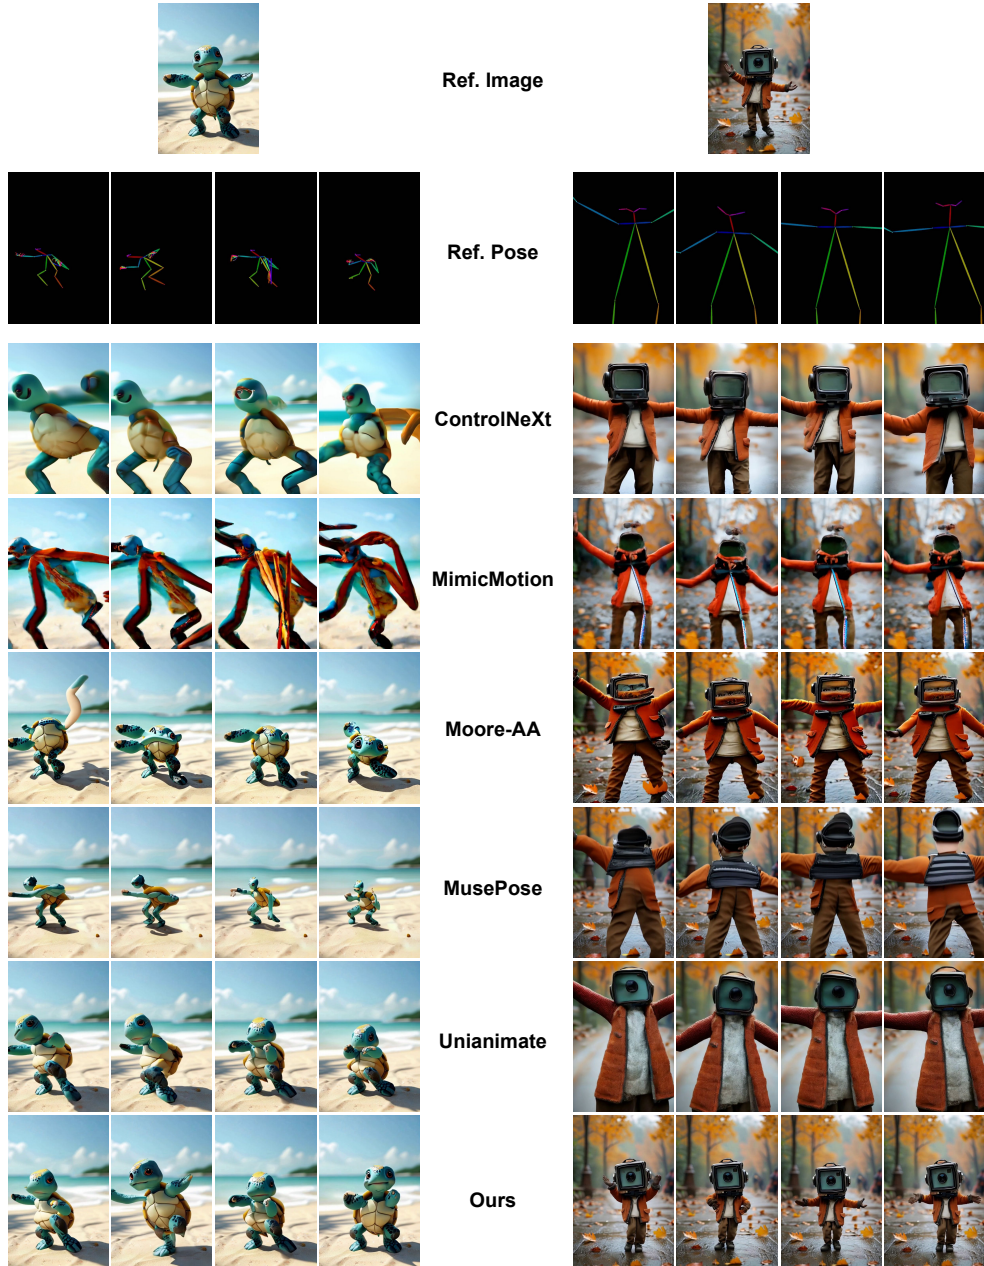 Ref. Image
Ref. Pose
ControlNeXt
MimicMotion
Moore-AA
MusePose
Unianimate
Ours